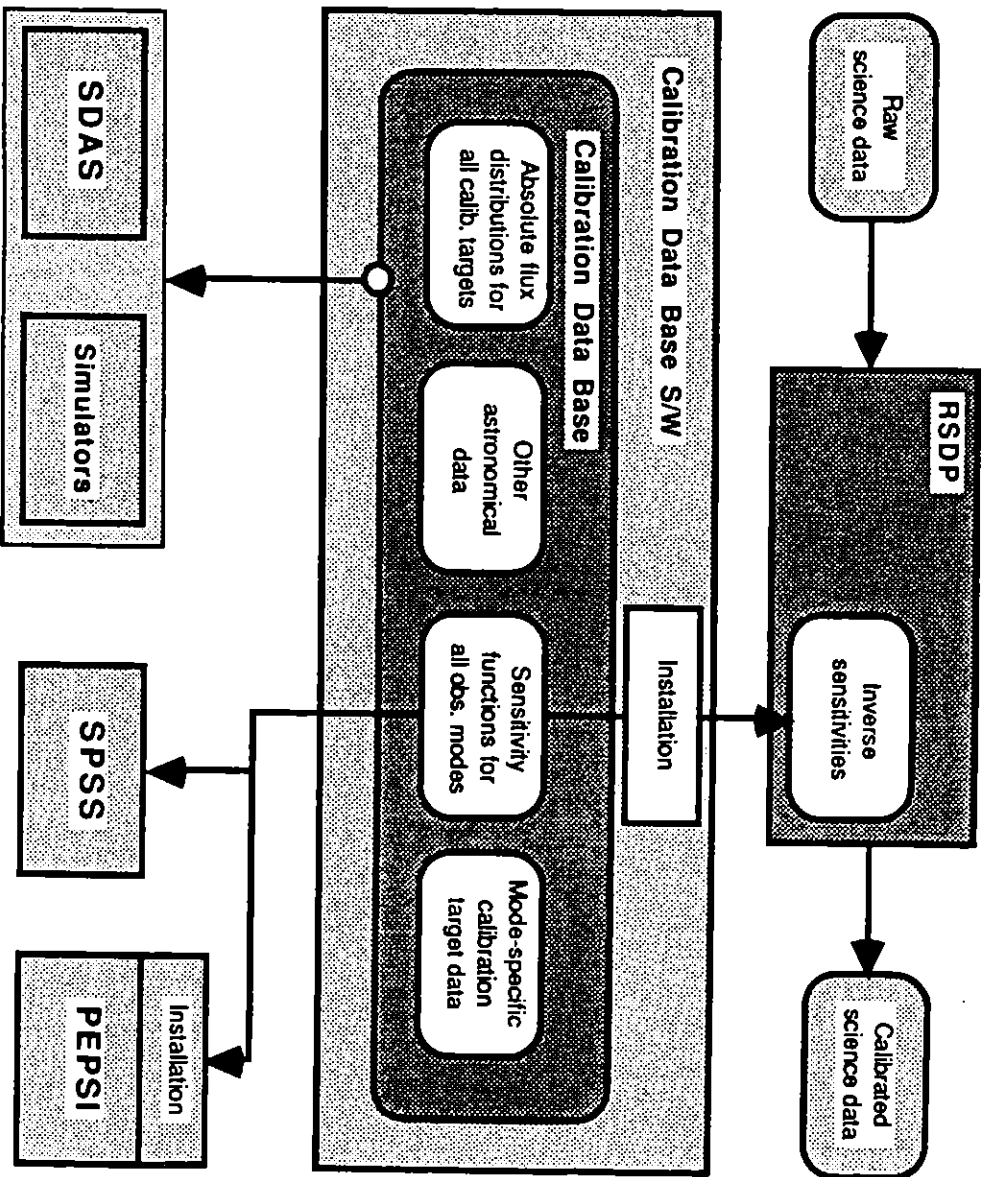 Raw
science data
RSDP
Inverse
sensitivities
Calibrated
science data
Calibration Data Base S/W
Installation
Calibration Data Base
Absolute flux
distributions for
all calib. targets
Other
astronomical
data
Sensitivity
functions for
all obs. modes
Mode-specific
calibration
target data
SDAS
Simulators
SPSS
Installation
PEPSI